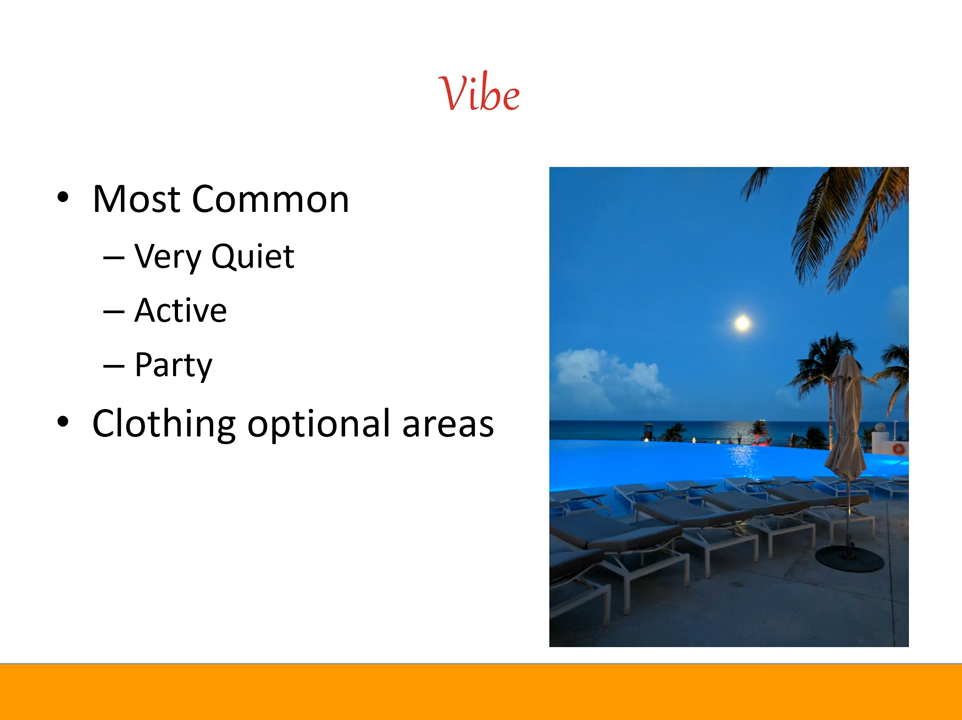 Vibe
• Most Common
– Very Quiet
– Active
– Party
• Clothing optional areas